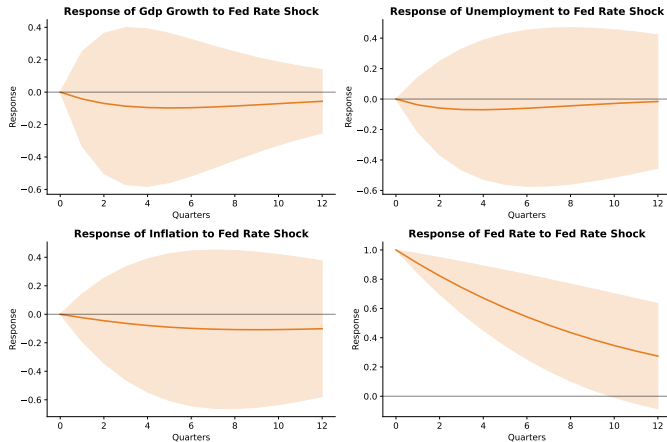 Response of Gdp Growth to Fed Rate Shock
0.4
0.2
0.0
−0.2
−0.4
−0.6
Response
0 2 4 6 8 10 12
Quarters
Response of Unemployment to Fed Rate Shock
0.4
0.2
0.0
−0.2
−0.4
−0.6
Response
0 2 4 6 8 10 12
Quarters
Response of Inflation to Fed Rate Shock
0.4
0.2
0.0
−0.2
−0.4
−0.6
Response
0 2 4 6 8 10 12
Quarters
Response of Fed Rate to Fed Rate Shock
1.0
0.8
0.6
0.4
0.2
0.0
Response
0 2 4 6 8 10 12
Quarters